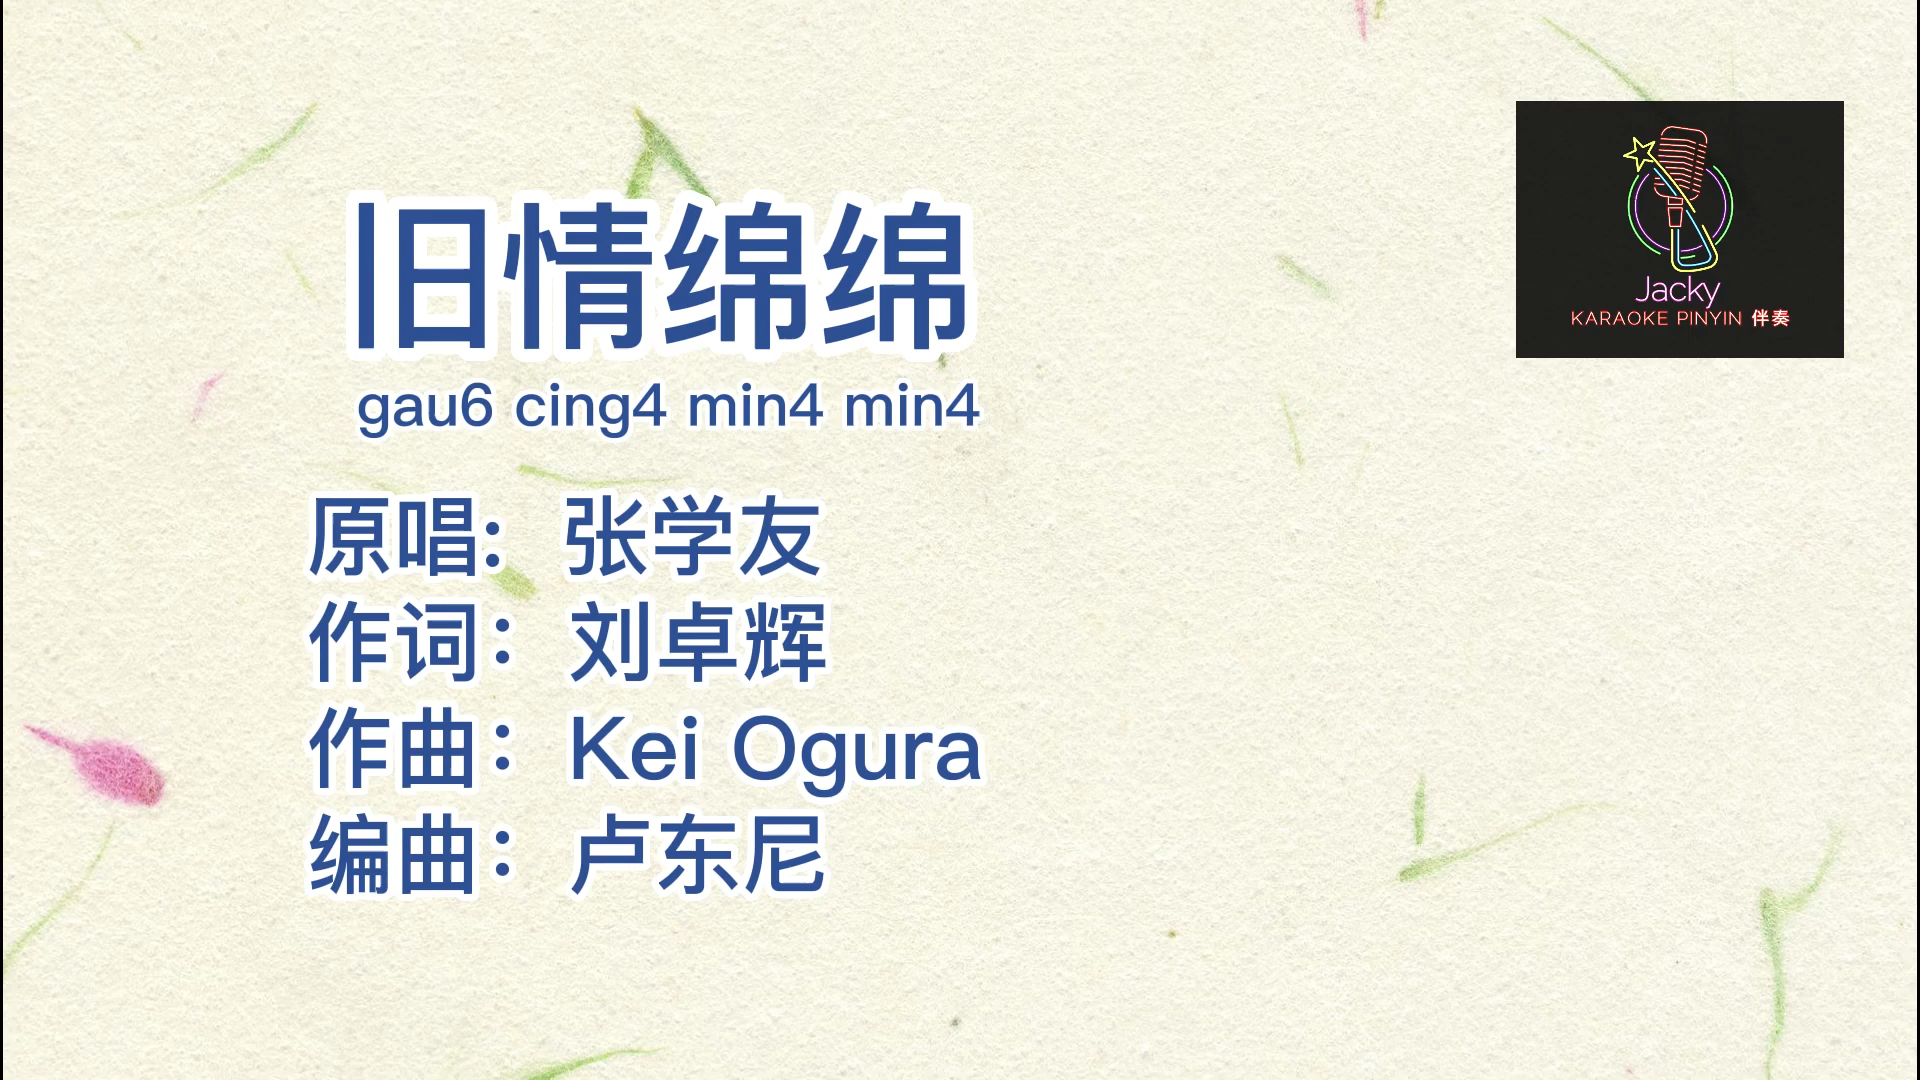 旧情绵绵
gau6 cing4 min4 min4
原唱: 张学友
作词：刘卓辉
作曲：Kei Ogura
编曲：卢东尼
Jacky
KARAOKE PINYIN 伴奏